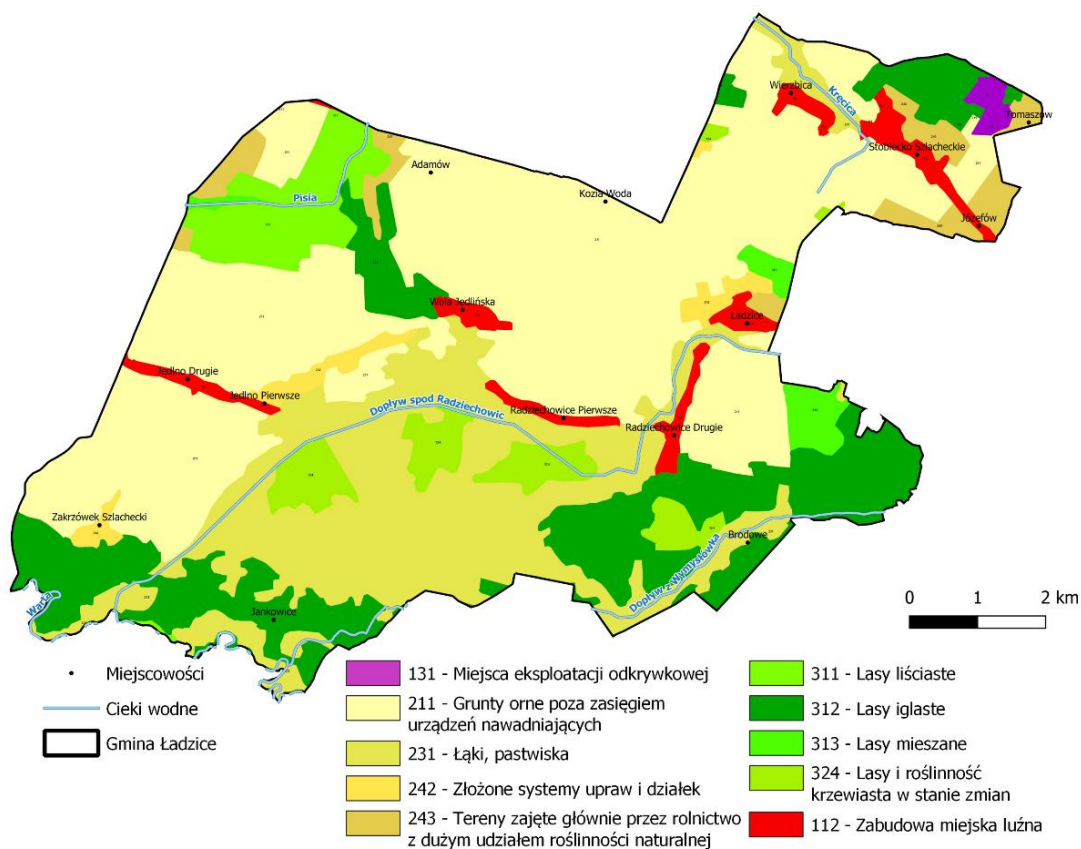 Wierzbica
Kręcica
Tomaszów
Stobiecko Szlacheckie
Adamów
Kozia Woda
Pisia
Józefów
Wola Jedlińska
Ładzice
Jedlno Drugie
Jedlno Pierwsze
Dopływ spod Radziechowic
Radziechowice Pierwsze
Radziechowice Drugie
Zakrzówek Szlachecki
Brodowe
Dopływ z Wymysłówka
Warta
Jankowice
0 1 2 km
Miejscowości
Cieki wodne
Gmina Ładzice
131 - Miejsca eksploatacji odkrywkowej
211 - Grunty orne poza zasięgiem
urządzeń nawadniających
231 - Łąki, pastwiska
242 - Złożone systemy upraw i działek
243 - Tereny zajęte głównie przez rolnictwo
z dużym udziałem roślinności naturalnej
311 - Lasy liściaste
312 - Lasy iglaste
313 - Lasy mieszane
324 - Lasy i roślinność
krzewiasta w stanie zmian
112 - Zabudowa miejska luźna